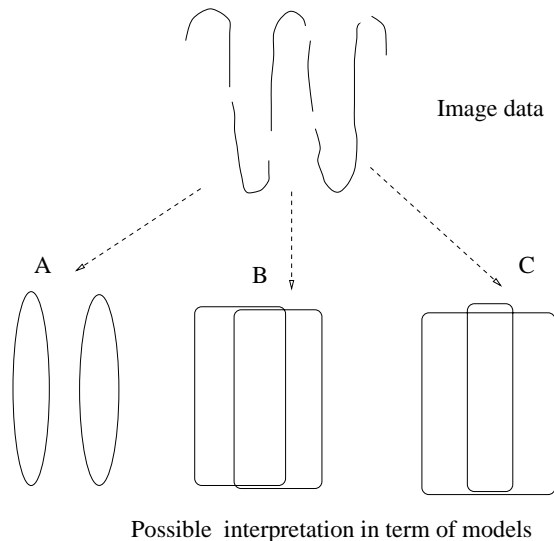 Image data
A
B
C
Possible interpretation in term of models